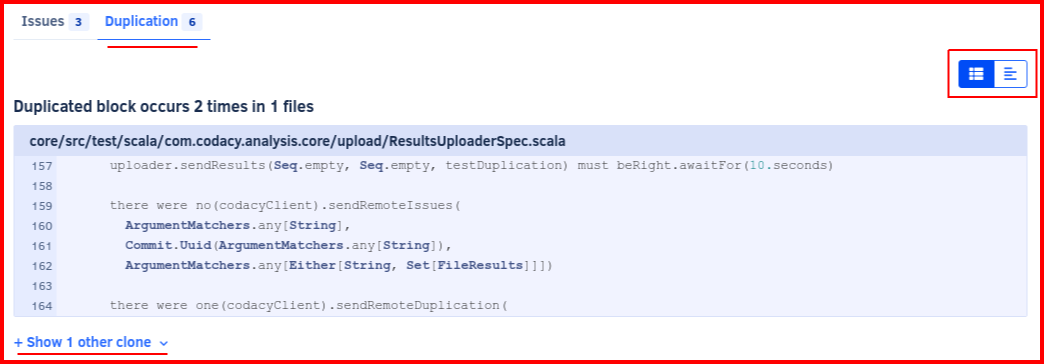 Issues 3 Duplication 6
Duplicated block occurs 2 times in 1 files
core/src/test/scala/com.codacy.analysis.core/upload/ResultsUploaderSpec.scala
157 uploader.sendResults(Seq.empty, Seq.empty, testDuplication) must beRight.awaitFor(10.seconds)
158
159 there were no(codacyClient).sendRemoteIssues(
160 ArgumentMatchers.any[String],
161 Commit.Uuid(ArgumentMatchers.any[String]),
162 ArgumentMatchers.any[Either[String, Set[FileResults]]])
163
164 there were one(codacyClient).sendRemoteDuplication(
+ Show 1 other clone